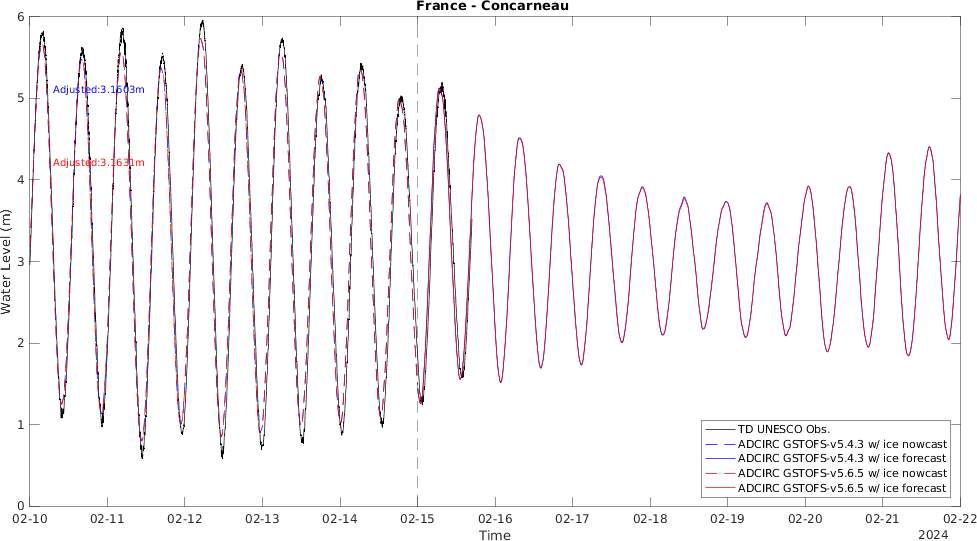 France - Concarneau
6
5
4
3
2
1
0
Water Level (m)
Adjusted:3.1603m
Adjusted:3.1631m
TD UNESCO Obs.
ADCIRC GSTOFS-v5.4.3 w/ ice nowcast
ADCIRC GSTOFS-v5.4.3 w/ ice forecast
ADCIRC GSTOFS-v5.6.5 w/ ice nowcast
ADCIRC GSTOFS-v5.6.5 w/ ice forecast
02-10 02-11 02-12 02-13 02-14 02-15 02-16 02-17 02-18 02-19 02-20 02-21 02-22
Time
2024